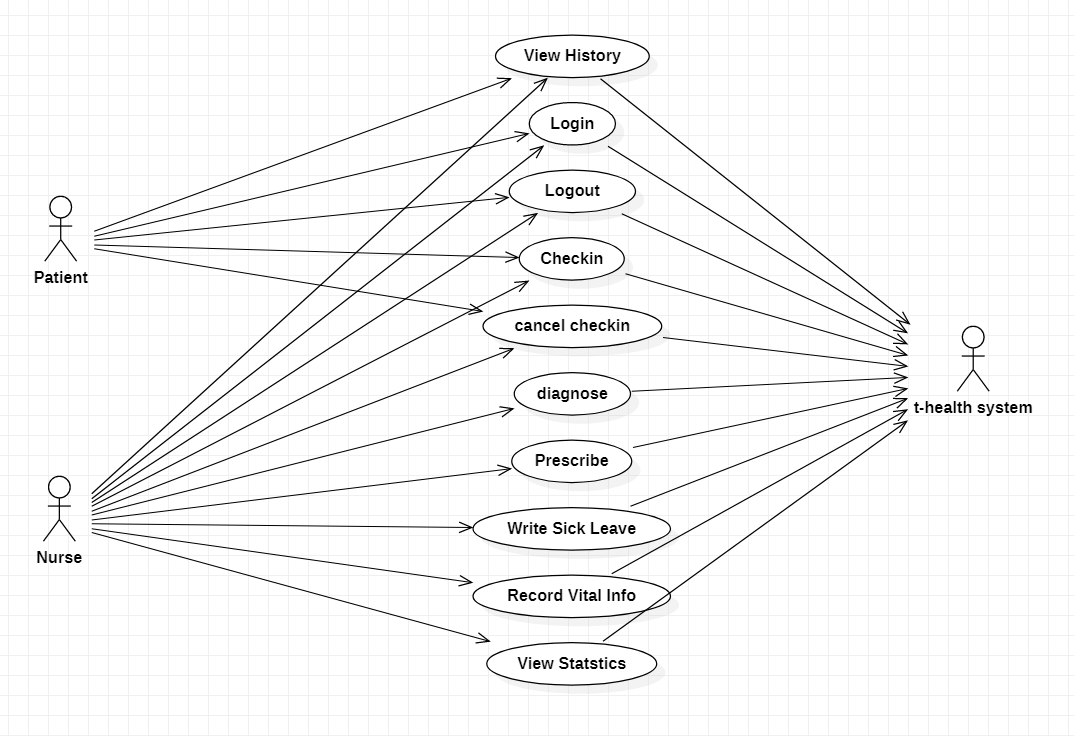 View History
Login
Logout
Checkin
cancel checkin
diagnose
Prescribe
Write Sick Leave
Record Vital Info
View Statstics
Patient
Nurse
t-health system